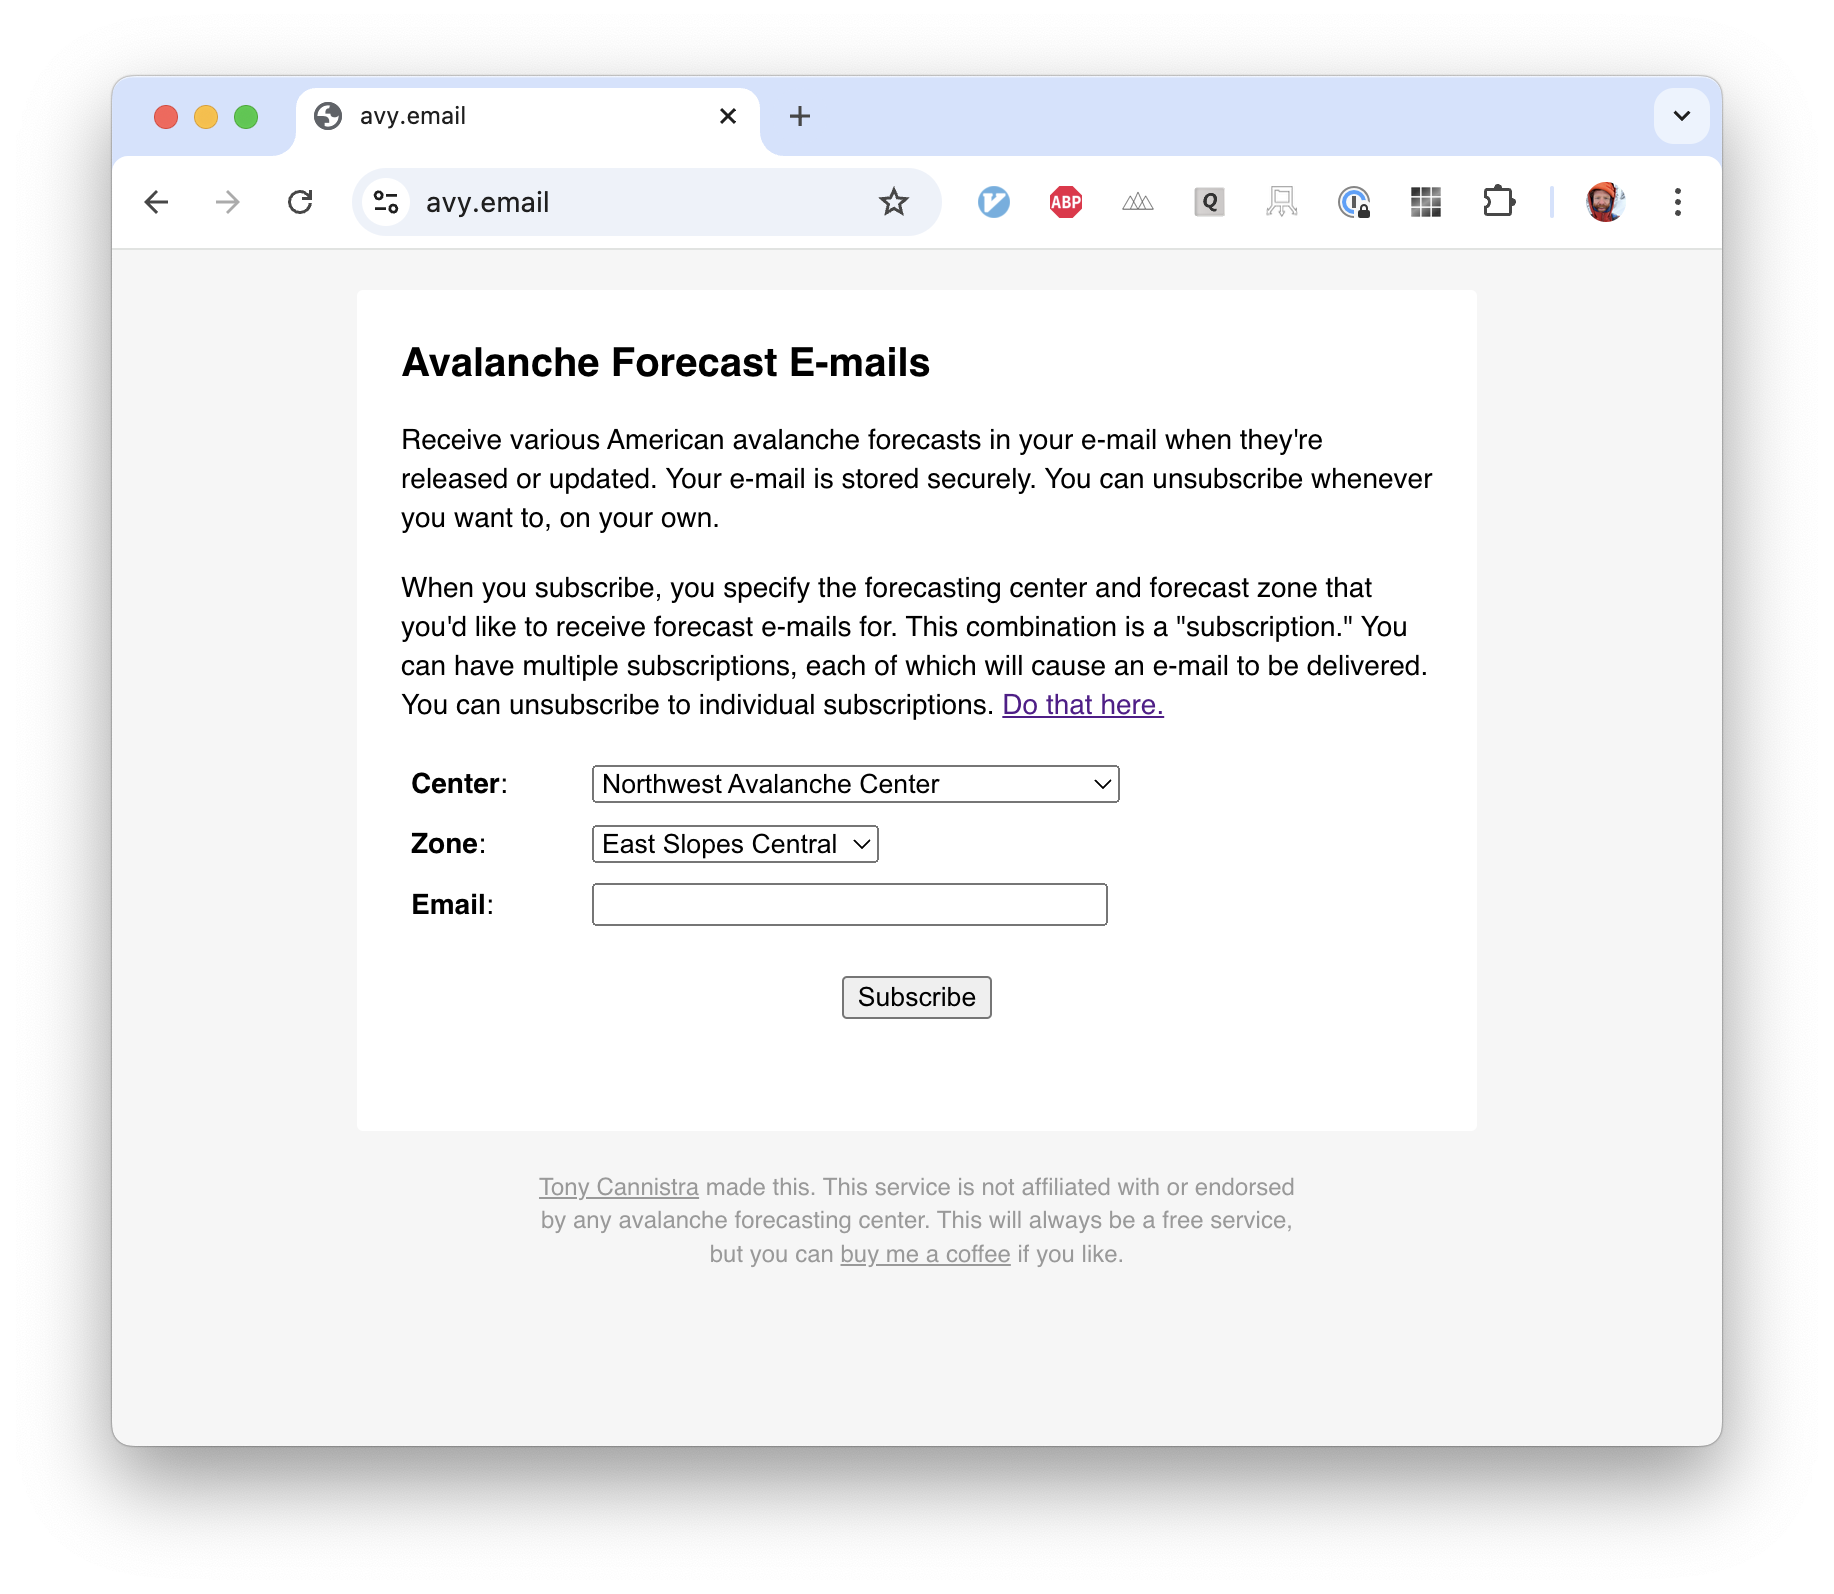 avy.email
avy.email
ABP
Q
Avalanche Forecast E-mails
Receive various American avalanche forecasts in your e-mail when they're
released or updated. Your e-mail is stored securely. You can unsubscribe whenever
you want to, on your own.
When you subscribe, you specify the forecasting center and forecast zone that
you'd like to receive forecast e-mails for. This combination is a "subscription." You
can have multiple subscriptions, each of which will cause an e-mail to be delivered.
You can unsubscribe to individual subscriptions. Do that here.
Center: Northwest Avalanche Center
Zone: East Slopes Central
Email:
Subscribe
Tony Cannistra made this. This service is not affiliated with or endorsed
by any avalanche forecasting center. This will always be a free service,
but you can buy me a coffee if you like.